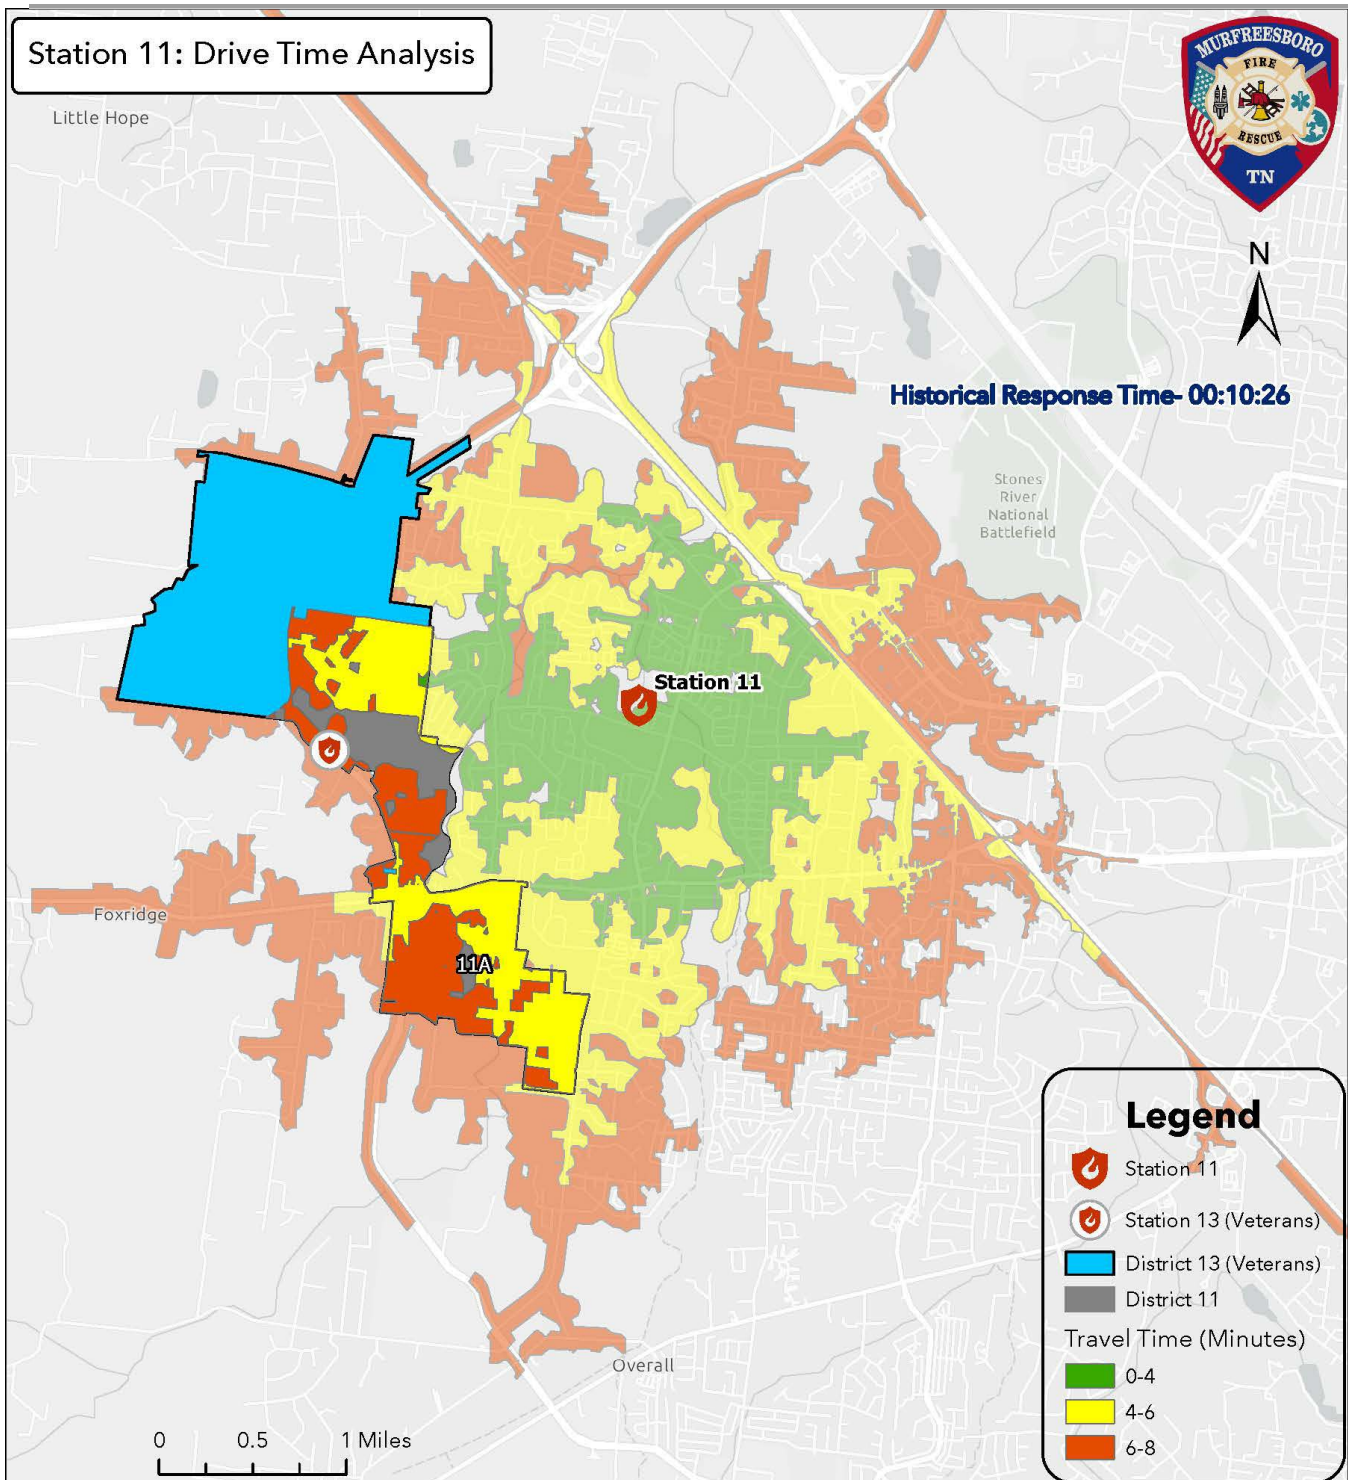 Station 11: Drive Time Analysis
MURFREESBORO
FIRE
RESCUE
TN
Little Hope
N
Historical Response Time- 00:10:26
Stones
River
National
Battlefield
Station 11
Foxridge
11A
Overall
0 0.5 1 Miles
Legend
Station 11
Station 13 (Veterans)
District 13 (Veterans)
District 11
Travel Time (Minutes)
0-4
4-6
6-8